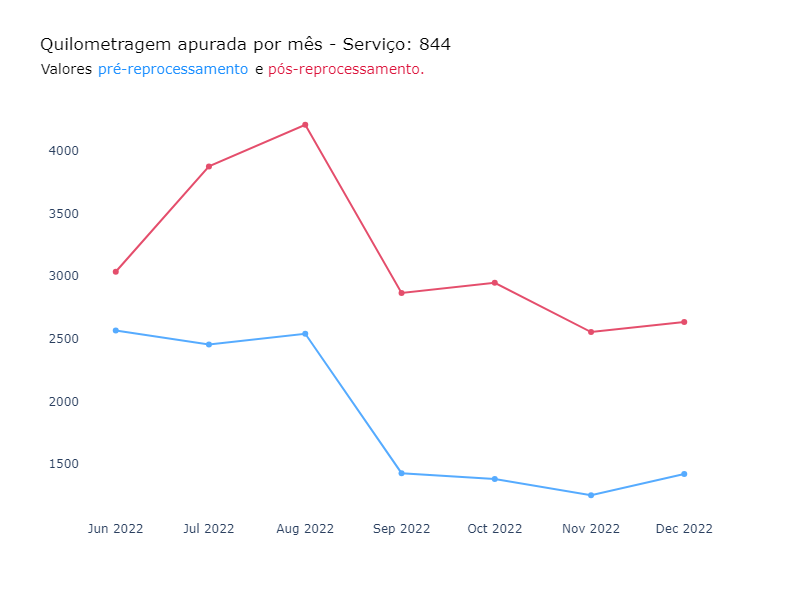 Quilometragem apurada por mês - Serviço: 844
Valores pré-reprocessamento e pós-reprocessamento.
4000
3500
3000
2500
2000
1500
Jun 2022 Jul 2022 Aug 2022 Sep 2022 Oct 2022 Nov 2022 Dec 2022